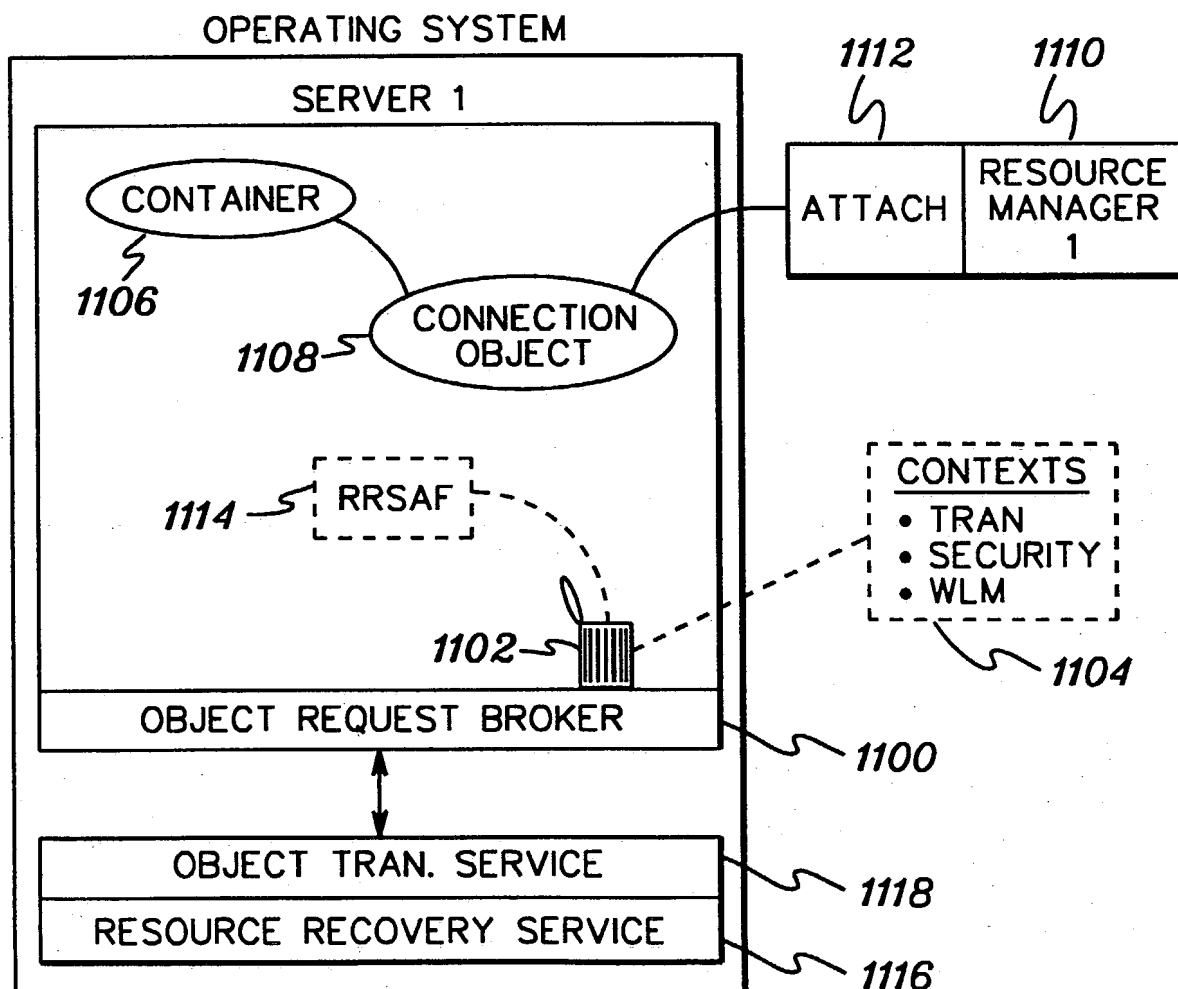 OPERATING SYSTEM
SERVER 1
1112
1110
CONTAINER
1106
ATTACH
RESOURCE
MANAGER
1
CONNECTION
OBJECT
1108
RRSAF
1114
CONTEXTS
• TRAN
• SECURITY
• WLM
1102
1104
OBJECT REQUEST BROKER
1100
OBJECT TRAN. SERVICE
1118
RESOURCE RECOVERY SERVICE
1116